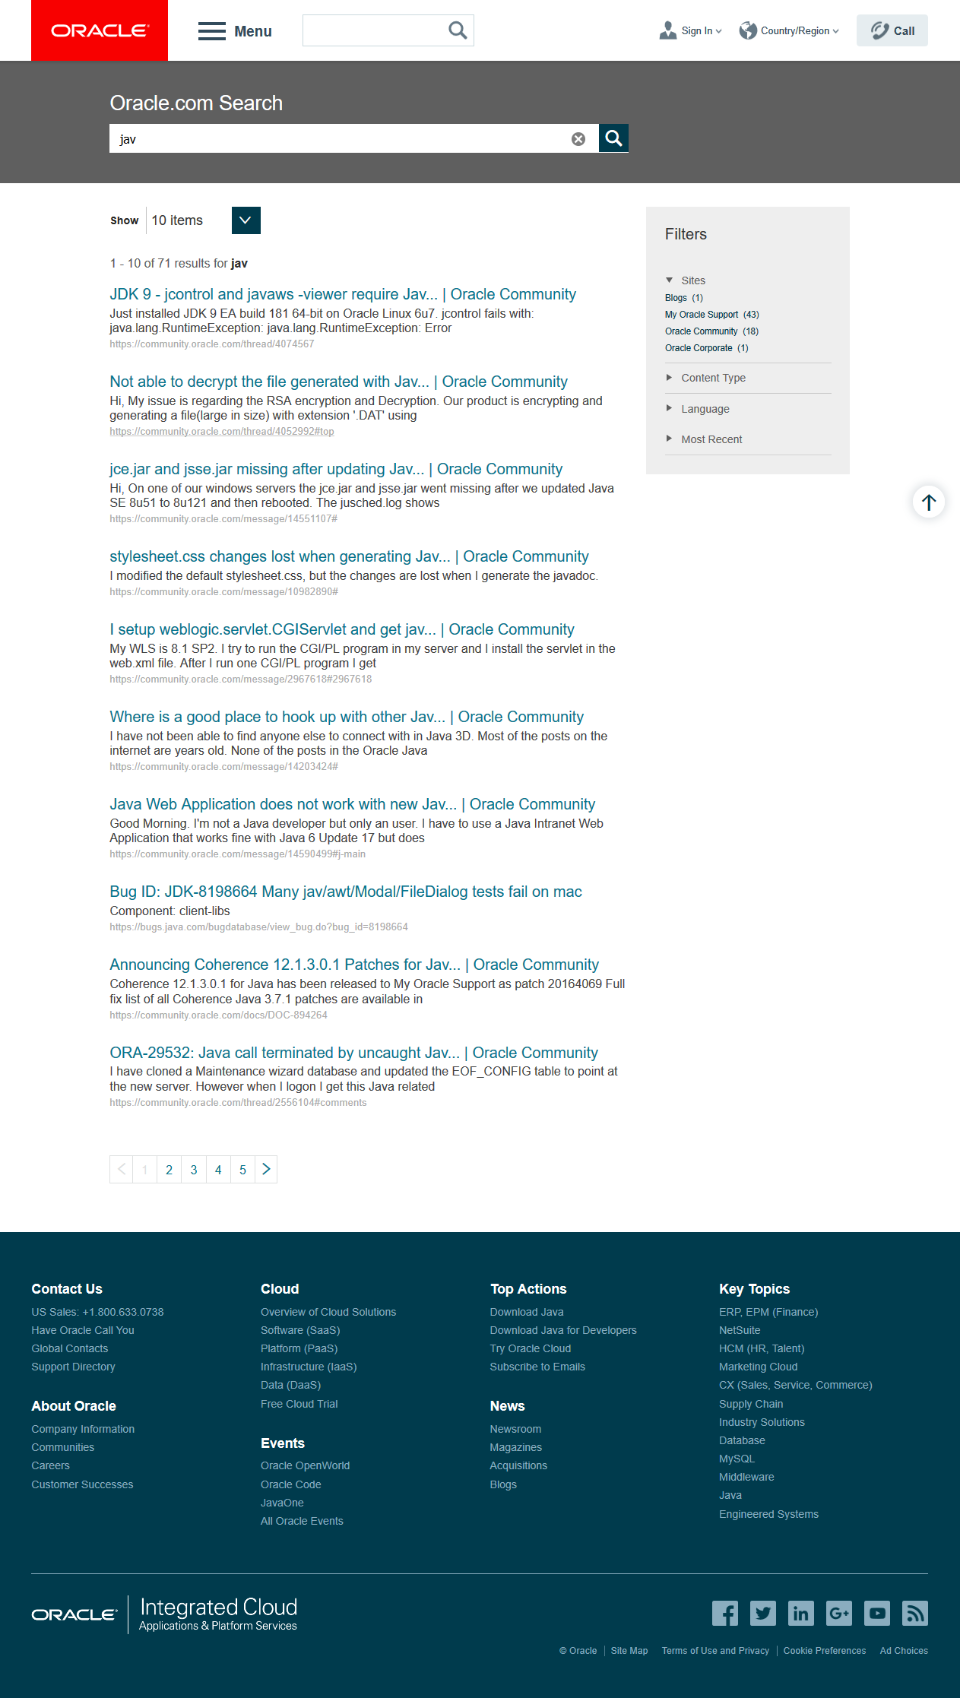 ORACLE
Menu
Sign In
Country/Region
Call
Oracle.com Search
jav
Show 10 items
1 - 10 of 71 results for jav
JDK 9 - jcontrol and javaws -viewer require Jav... | Oracle Community
Just installed JDK 9 EA build 181 64-bit on Oracle Linux 6u7. jcontrol fails with:
java.lang.RuntimeException: java.lang.RuntimeException: Error
https://community.oracle.com/thread/4074567
Not able to decrypt the file generated with Jav... | Oracle Community
Hi, My issue is regarding the RSA encryption and Decryption. Our product is encrypting and
generating a file(large in size) with extension '.DAT' using
https://community.oracle.com/thread/4052992#top
jce.jar and jsse.jar missing after updating Jav... | Oracle Community
Hi, On one of our windows servers the jce.jar and jsse.jar went missing after we updated Java
SE 8u51 to 8u121 and then rebooted. The jusched.log shows
https://community.oracle.com/message/14551107#
stylesheet.css changes lost when generating Jav... | Oracle Community
I modified the default stylesheet.css, but the changes are lost when I generate the javadoc.
https://community.oracle.com/message/10982890#
I setup weblogic.servlet.CGIServlet and get jav... | Oracle Community
My WLS is 8.1 SP2. I try to run the CGI/PL program in my server and I install the servlet in the
web.xml file. After I run one CGI/PL program I get
https://community.oracle.com/message/2967618#2967618
Where is a good place to hook up with other Jav... | Oracle Community
I have not been able to find anyone else to connect with in Java 3D. Most of the posts on the
internet are years old. None of the posts in the Oracle Java
https://community.oracle.com/message/14203424#
Java Web Application does not work with new Jav... | Oracle Community
Good Morning. I'm not a Java developer but only an user. I have to use a Java Intranet Web
Application that works fine with Java 6 Update 17 but does
https://community.oracle.com/message/14590499#j-main
Bug ID: JDK-8198664 Many jav/awt/Modal/FileDialog tests fail on mac
Component: client-libs
https://bugs.java.com/bugdatabase/view_bug.do?bug_id=8198664
Announcing Coherence 12.1.3.0.1 Patches for Jav... | Oracle Community
Coherence 12.1.3.0.1 for Java has been released to My Oracle Support as patch 20164069 Full
fix list of all Coherence Java 3.7.1 patches are available in
https://community.oracle.com/docs/DOC-894264
ORA-29532: Java call terminated by uncaught Jav... | Oracle Community
I have cloned a Maintenance wizard database and updated the EOF_CONFIG table to point at
the new server. However when I logon I get this Java related
https://community.oracle.com/thread/2556104#comments
1 2 3 4 5
Filters
Sites
Blogs (1)
My Oracle Support (43)
Oracle Community (18)
Oracle Corporate (1)
Content Type
Language
Most Recent
Contact Us
US Sales: +1.800.633.0738
Have Oracle Call You
Global Contacts
Support Directory
About Oracle
Company Information
Communities
Careers
Customer Successes
Cloud
Overview of Cloud Solutions
Software (SaaS)
Platform (PaaS)
Infrastructure (IaaS)
Data (DaaS)
Free Cloud Trial
Events
Oracle OpenWorld
Oracle Code
JavaOne
All Oracle Events
Top Actions
Download Java
Download Java for Developers
Try Oracle Cloud
Subscribe to Emails
News
Newsroom
Magazines
Acquisitions
Blogs
Key Topics
ERP, EPM (Finance)
NetSuite
HCM (HR, Talent)
Marketing Cloud
CX (Sales, Service, Commerce)
Supply Chain
Industry Solutions
Database
MySQL
Middleware
Java
Engineered Systems
ORACLE
Integrated Cloud
Applications & Platform Services
© Oracle | Site Map Terms of Use and Privacy | Cookie Preferences Ad Choices